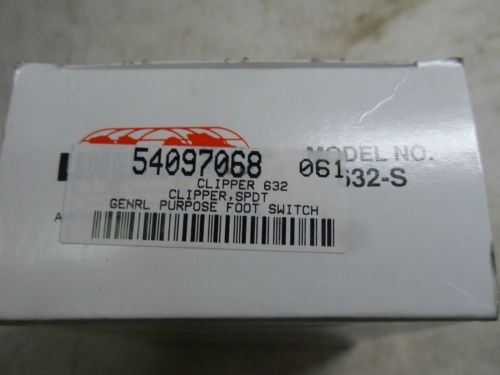 54097068 061
CLIPPER 632
CLIPPER,SPDT
GENRL PURPOSE FOOT SWITCH
MODEL NO.
632-S